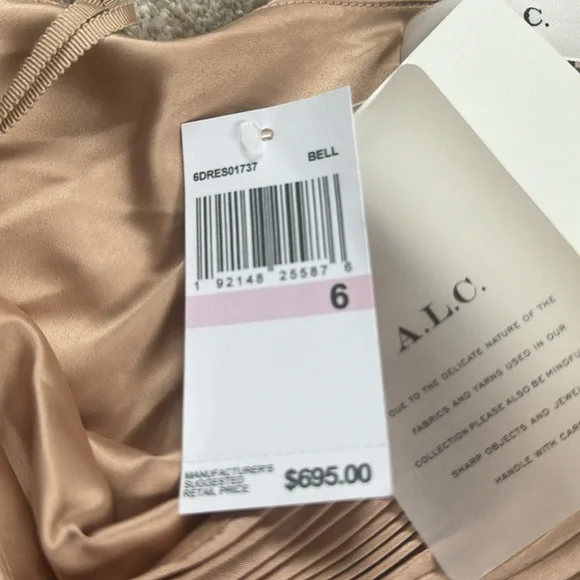 C.
6DRES01737 BELL
1 92148 25587 6
6
MANUFACTURER'S
SUGGESTED
RETAIL PRICE
$695.00
A.L.C.
DUE TO THE DELICATE NATURE OF THE
FABRICS AND YARNS USED IN OUR
COLLECTION PLEASE ALSO BE MINDFU
SHARP OBJECTS AND JEWE
HANDLE WITH CAR